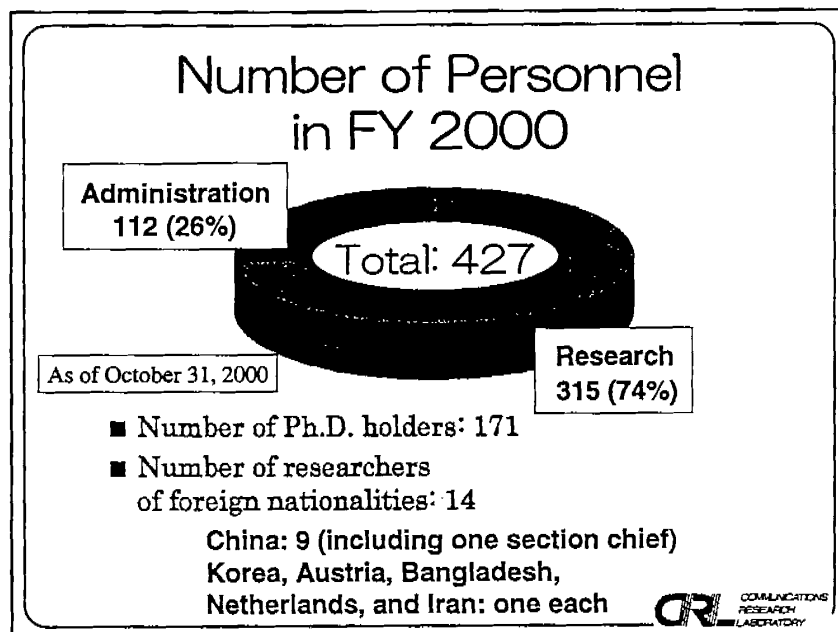 Number of Personnel
in FY 2000
Administration
112 (26%)
Total: 427
Research
315 (74%)
As of October 31, 2000
■ Number of Ph.D. holders: 171
■ Number of researchers
of foreign nationalities: 14
China: 9 (including one section chief)
Korea, Austria, Bangladesh,
Netherlands, and Iran: one each
CRL COMMUNICATIONS
RESEARCH
LABORATORY